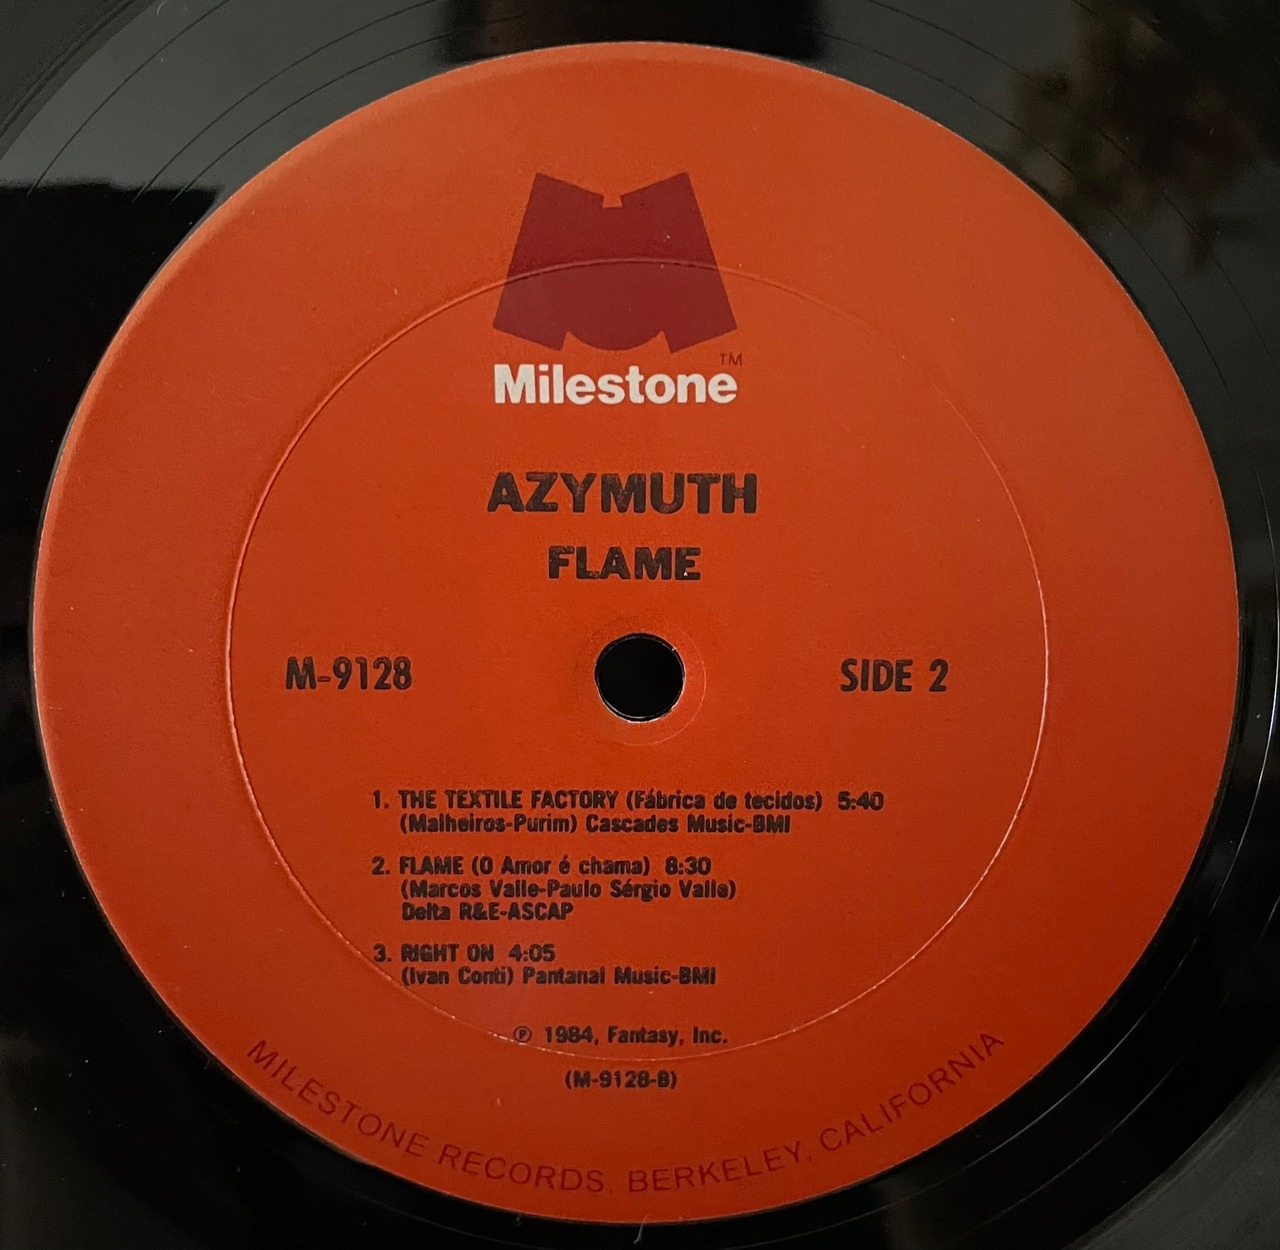 TM
Milestone
AZYMUTH
FLAME
M-9128
SIDE 2
1. THE TEXTILE FACTORY (Fábrica de tecidos) 5:40
(Malheiros-Purim) Cascades Music-BMI
2. FLAME (O Amor é chama) 8:30
(Marcos Valle-Paulo Sérgio Valle)
Delta R&E-ASCAP
3. RIGHT ON 4:05
(Ivan Conti) Pantanal Music-BMI
℗ 1984, Fantasy, Inc.
(M-9128-B)
MILESTONE RECORDS, BERKELEY, CALIFORNIA